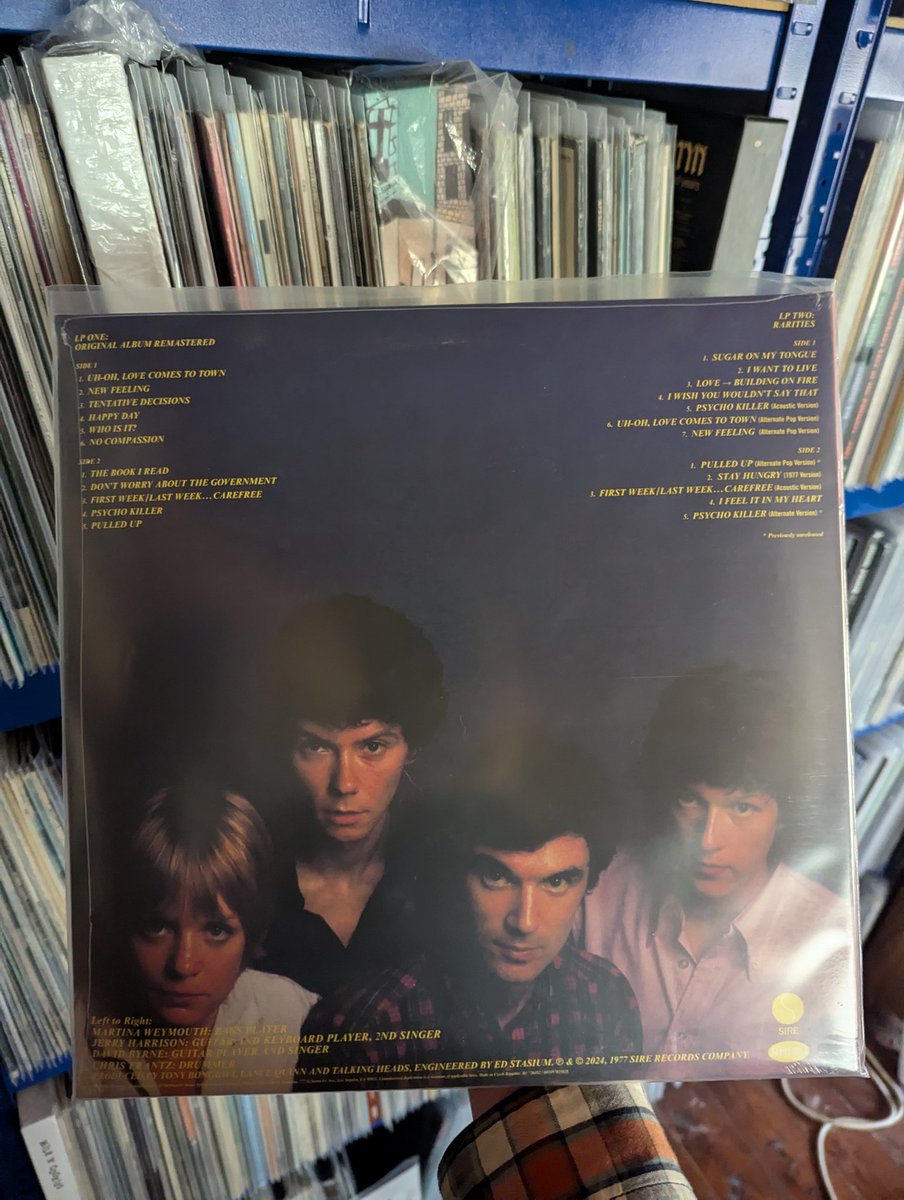 LP ONE:
ORIGINAL ALBUM REMASTERED
SIDE 1
1. UH-OH, LOVE COMES TO TOWN
2. NEW FEELING
3. TENTATIVE DECISIONS
4. HAPPY DAY
5. WHO IS IT?
6. NO COMPASSION
SIDE 2
1. THE BOOK I READ
2. DON'T WORRY ABOUT THE GOVERNMENT
3. FIRST WEEK/LAST WEEK...CAREFREE
4. PSYCHO KILLER
5. PULLED UP
LP TWO:
RARITIES
SIDE 1
1. SUGAR ON MY TONGUE
2. I WANT TO LIVE
3. LOVE → BUILDING ON FIRE
4. I WISH YOU WOULDN'T SAY THAT
5. PSYCHO KILLER (Acoustic Version)
6. UH-OH, LOVE COMES TO TOWN (Alternate Pop Version)
7. NEW FEELING (Alternate Pop Version)
SIDE 2
1. PULLED UP (Alternate Pop Version) *
2. STAY HUNGRY (1977 Version)
3. FIRST WEEK/LAST WEEK...CAREFREE (Acoustic Version)
4. I FEEL IT IN MY HEART
5. PSYCHO KILLER (Alternate Version) *
* Previously unreleased
Left to Right:
MARTINA WEYMOUTH: BASS PLAYER
JERRY HARRISON: GUITAR AND KEYBOARD PLAYER, 2ND SINGER
DAVID BYRNE: GUITAR PLAYER AND SINGER
CHRIS FRANTZ: DRUMMER
PRODUCED BY TONY BONGIOVI, LANCE QUINN AND TALKING HEADS, ENGINEERED BY ED STASIUM. ℗ & © 2024, 1977 SIRE RECORDS COMPANY
SIRE